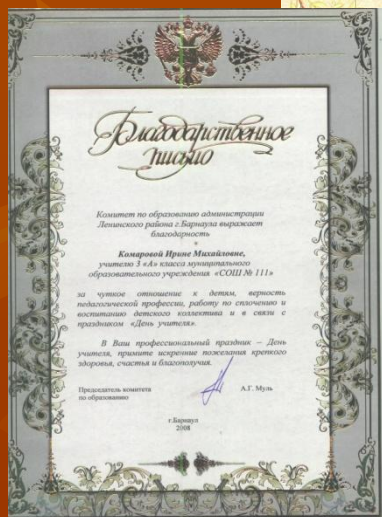 Благодарственное
письмо
Комитет по образованию администрации
Ленинского района г.Барнаула выражает
благодарность
Комаровой Ирине Михайловне,
учителю 3 «А» класса муниципального
образовательного учреждения «СОШ № 111»
за чуткое отношение к детям, верность
педагогической профессии, работу по сплочению и
воспитанию детского коллектива и в связи с
праздником «День учителя».
В Ваш профессиональный праздник – День
учителя, примите искренние пожелания крепкого
здоровья, счастья и благополучия.
Председатель комитета
по образованию
А.Г. Муль
г.Барнаул
2008